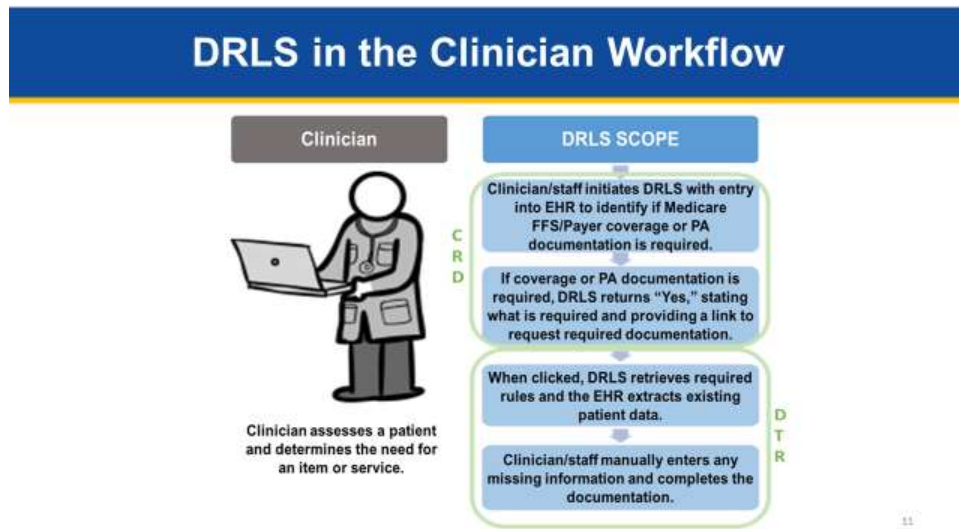 DRLS in the Clinician Workflow
Clinician
Clinician assesses a patient
and determines the need for
an item or service.
DRLS SCOPE
C
R
D
Clinician/staff initiates DRLS with entry
into EHR to identify if Medicare
FFS/Payer coverage or PA
documentation is required.
If coverage or PA documentation is
required, DRLS returns “Yes,” stating
what is required and providing a link to
request required documentation.
When clicked, DRLS retrieves required
rules and the EHR extracts existing
patient data.
Clinician/staff manually enters any
missing information and completes the
documentation.
D
T
R
11